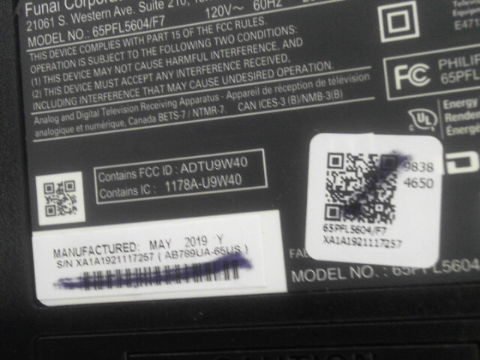 Funai Corporation
21061 S. Western Ave. Suite 210,
MODEL NO.: 65PFL5604/F7 120V~ 60Hz
THIS DEVICE COMPLIES WITH PART 15 OF THE FCC RULES.
OPERATION IS SUBJECT TO THE FOLLOWING TWO CONDITIONS:
(1) THIS DEVICE MAY NOT CAUSE HARMFUL INTERFERENCE, AND
(2) THIS DEVICE MUST ACCEPT ANY INTERFERENCE RECEIVED,
INCLUDING INTERFERENCE THAT MAY CAUSE UNDESIRED OPERATION.
Analog and Digital Television Receiving Apparatus - Appareil de réception de télévision
analogique et numérique, Canada BETS-7 / NTMR-7. CAN ICES-3 (B)/NMB-3(B)
E471
FC
PHILIP
65PFL
UL
Energy
Energy
Contains FCC ID : ADTU9W40
Contains IC : 1178A-U9W40
9838
4650
65PFL5604/F7
XA1A1921117257
MANUFACTURED: MAY 2019 Y
S/N XA1A1921117257 ( AB789UA-65US )
MODEL NO.: 65PFL5604